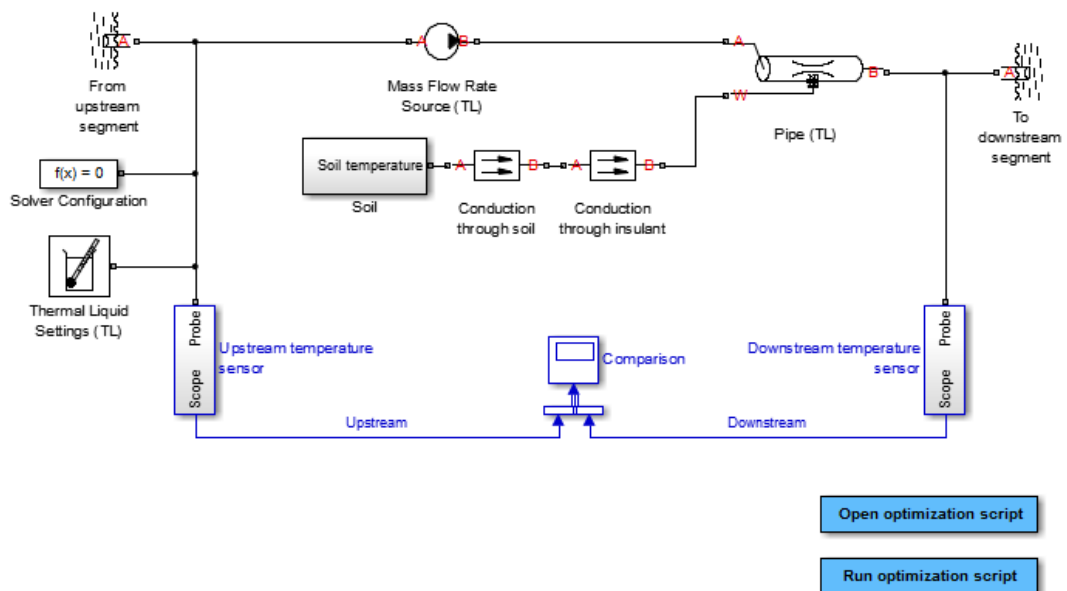 A
From
upstream
segment
A
B
Mass Flow Rate
Source (TL)
A
B
W
Pipe (TL)
A
To
downstream
segment
Soil temperature
Soil
A
B
Conduction
through soil
A
B
Conduction
through insulant
f(x) = 0
Solver Configuration
Thermal Liquid
Settings (TL)
Probe
Scope
Upstream temperature
sensor
Comparison
Downstream temperature
sensor
Probe
Scope
Upstream
Downstream
Open optimization script
Run optimization script